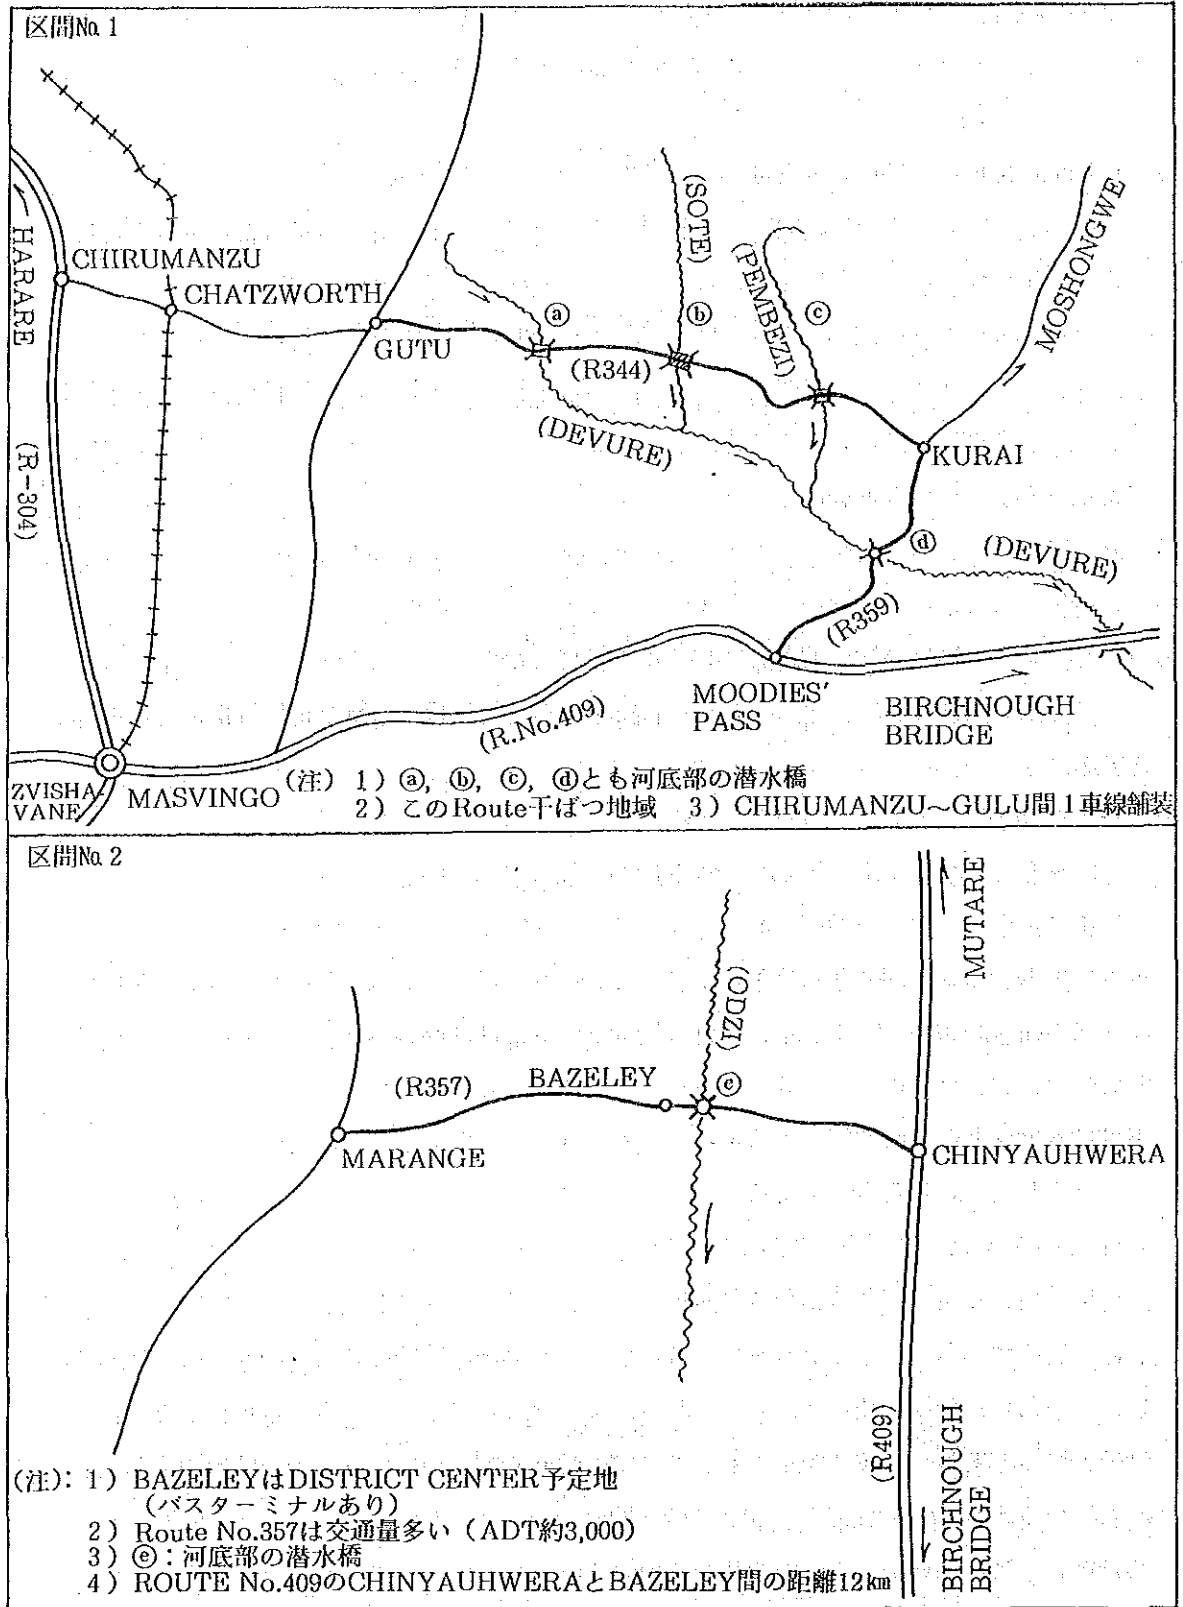 区間No. 1
HARARE
CHIRUMANZU
CHATZWORTH
GUTU
(R-304)
(SOTE)
(PEMBEZI)
MOSHONGWE
ⓐ
ⓑ
ⓒ
(R344)
(DEVURE)
KURAI
ⓓ
(DEVURE)
(R359)
MOODIES'
PASS
BIRCHNOUGH
BRIDGE
(R.No.409)
ZVISHA-
VANE
MASVINGO
(注) 1) ⓐ, ⓑ, ⓒ, ⓓとも河底部の潜水橋
2) このRoute干ばつ地域 3) CHIRUMANZU～GULU間1車線舗装
区間No. 2
MUTARE
(ODZI)
(R357)
BAZELEY
ⓔ
MARANGE
CHINYAUHWERA
(R409)
BIRCHNOUGH
BRIDGE
(注): 1) BAZELEYはDISTRICT CENTER予定地
(バスターミナルあり)
2) Route No.357は交通量多い (ADT約3,000)
3) ⓔ：河底部の潜水橋
4) ROUTE No.409のCHINYAUHWERAとBAZELEY間の距離12km